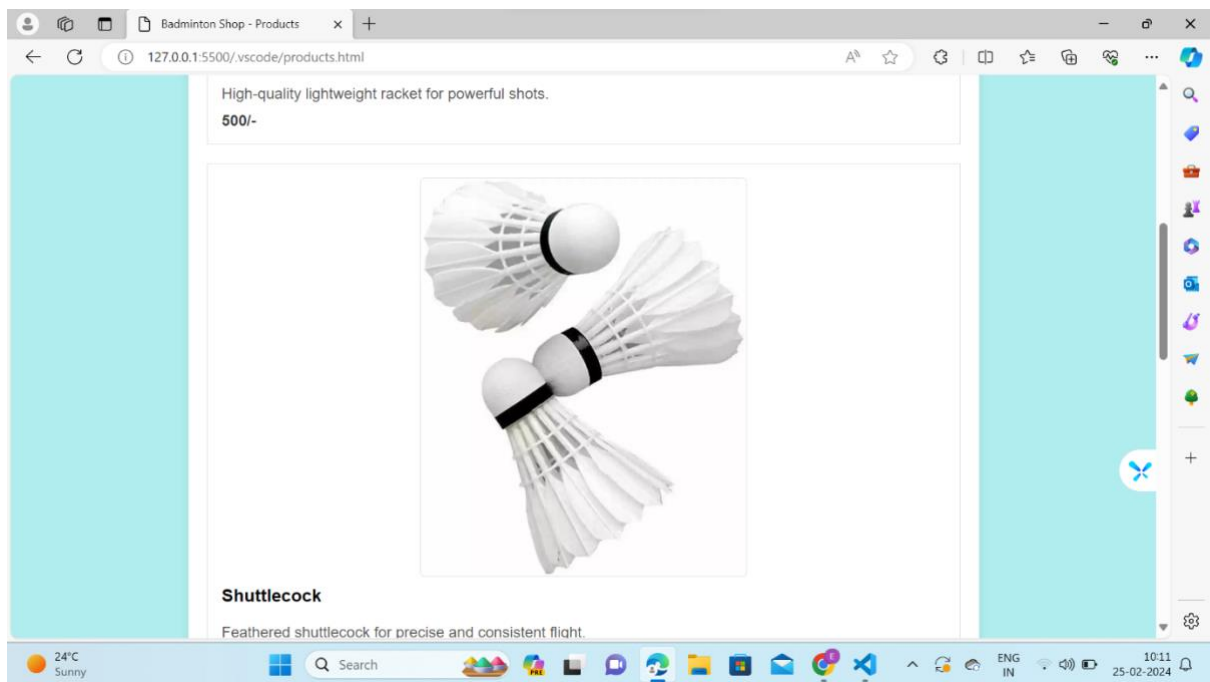 Badminton Shop - Products
127.0.0.1:5500/.vscode/products.html
High-quality lightweight racket for powerful shots.
500/-
Shuttlecock
Feathered shuttlecock for precise and consistent flight.
24°C
Sunny
Search
PRE
E
ENG
IN
10:11
25-02-2024